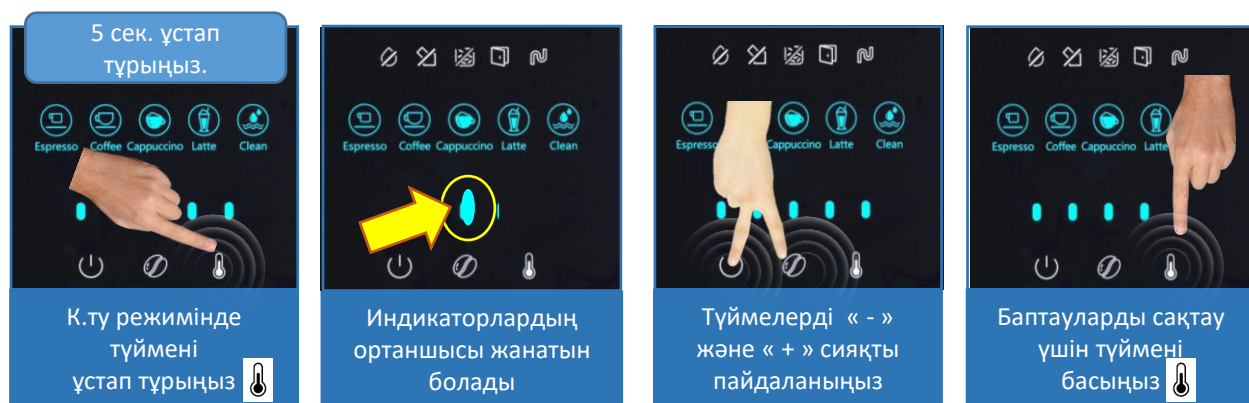 5 сек. ұстап
тұрыңыз.
Espresso Coffee Cappuccino Latte Clean
К.ту режимінде
түймені
ұстап тұрыңыз
Espresso Coffee Cappuccino Latte Clean
Индикаторлардың
ортаншысы жанатын
болады
Espresso Cappuccino Latte Clean
Түймелерді « - »
және « + » сияқты
пайдаланыңыз
Espresso Coffee Cappuccino Latte
Баптауларды сақтау
үшін түймені
басыңыз